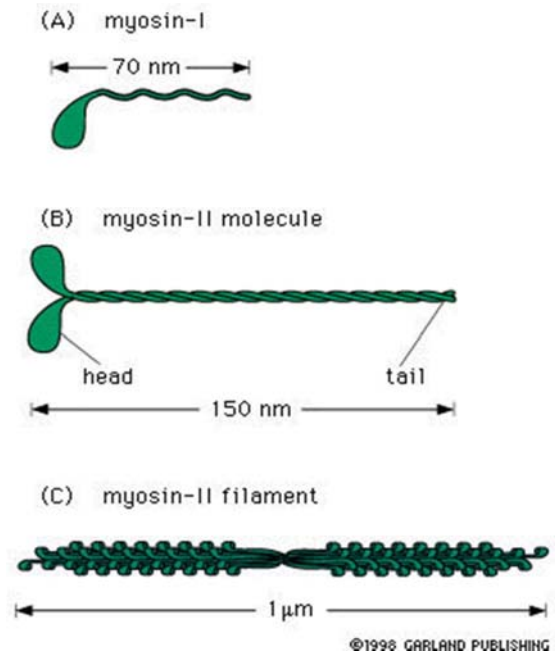 (A) myosin-I
70 nm
(B) myosin-II molecule
head tail
150 nm
(C) myosin-II filament
1 μm
©1998 GARLAND PUBLISHING